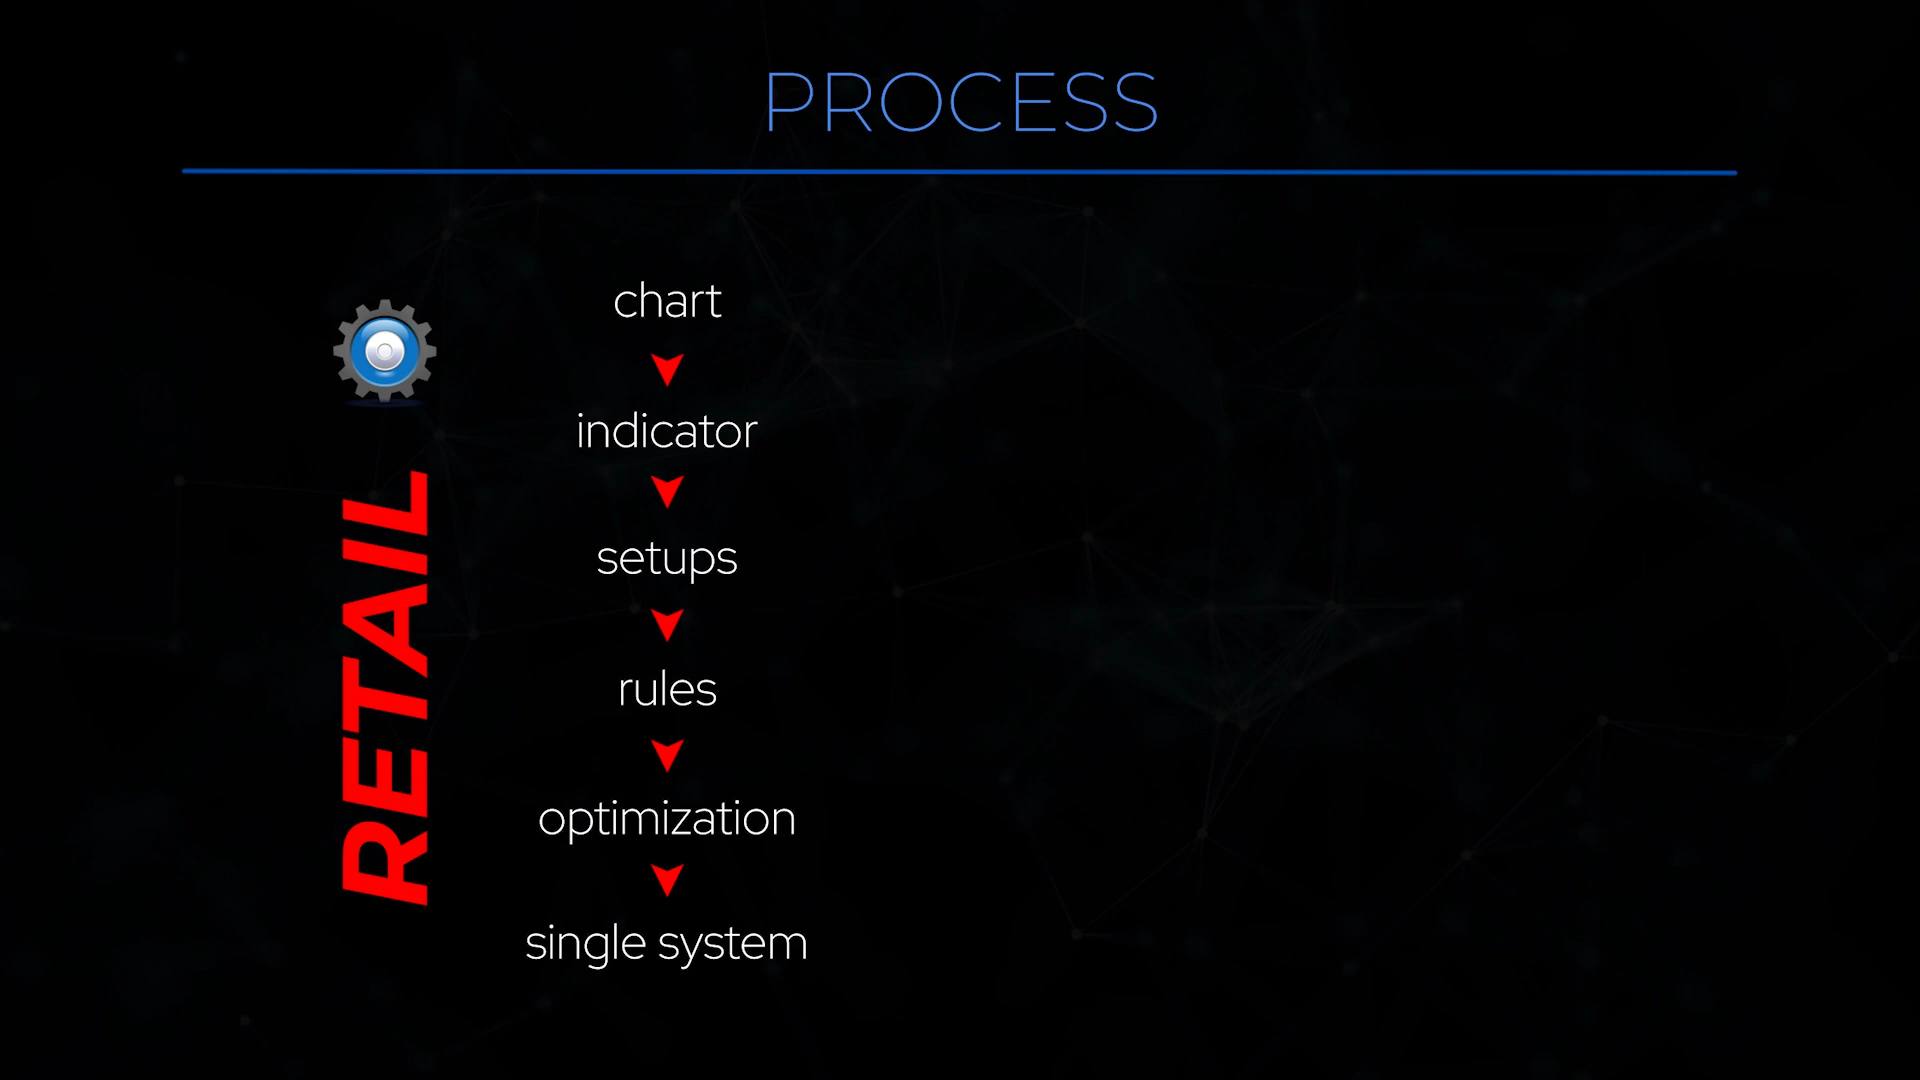 PROCESS
RETAIL
chart
indicator
setups
rules
optimization
single system